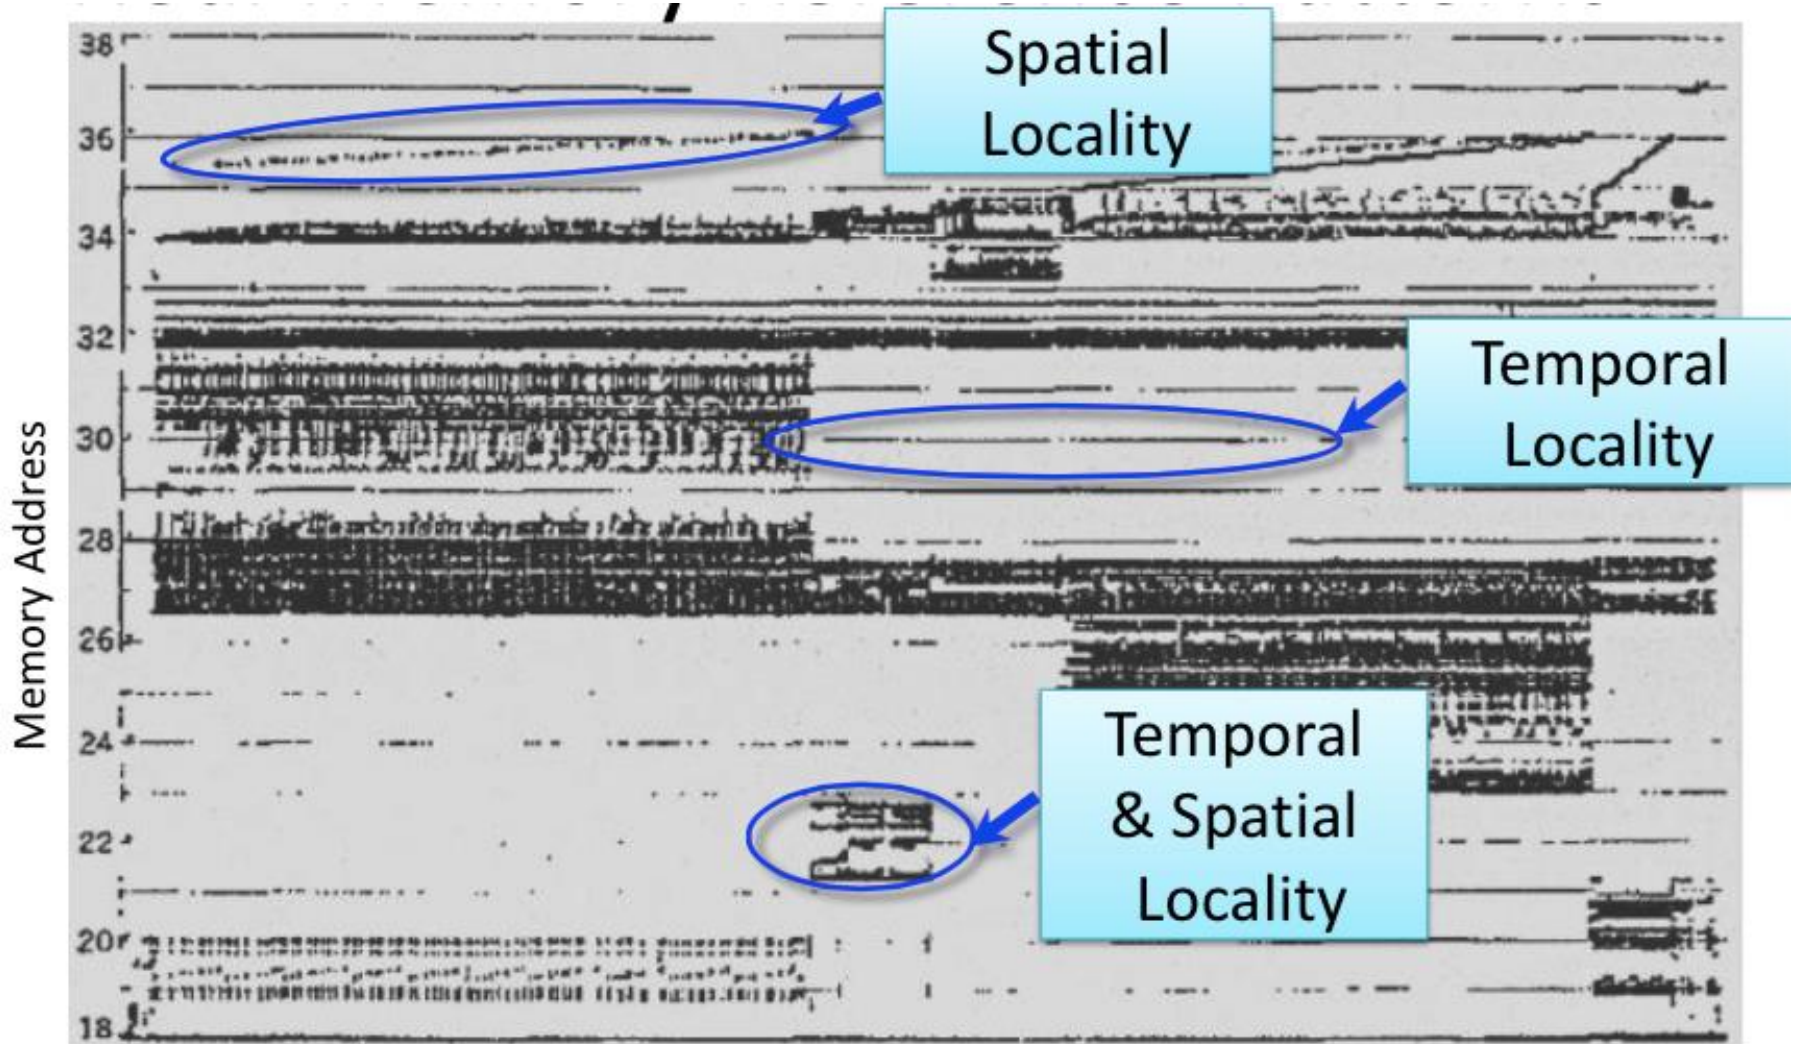 Spatial
Locality
38
36
34
32
Temporal
Locality
30
28
26
24
Temporal
& Spatial
Locality
22
20
18
Memory Address